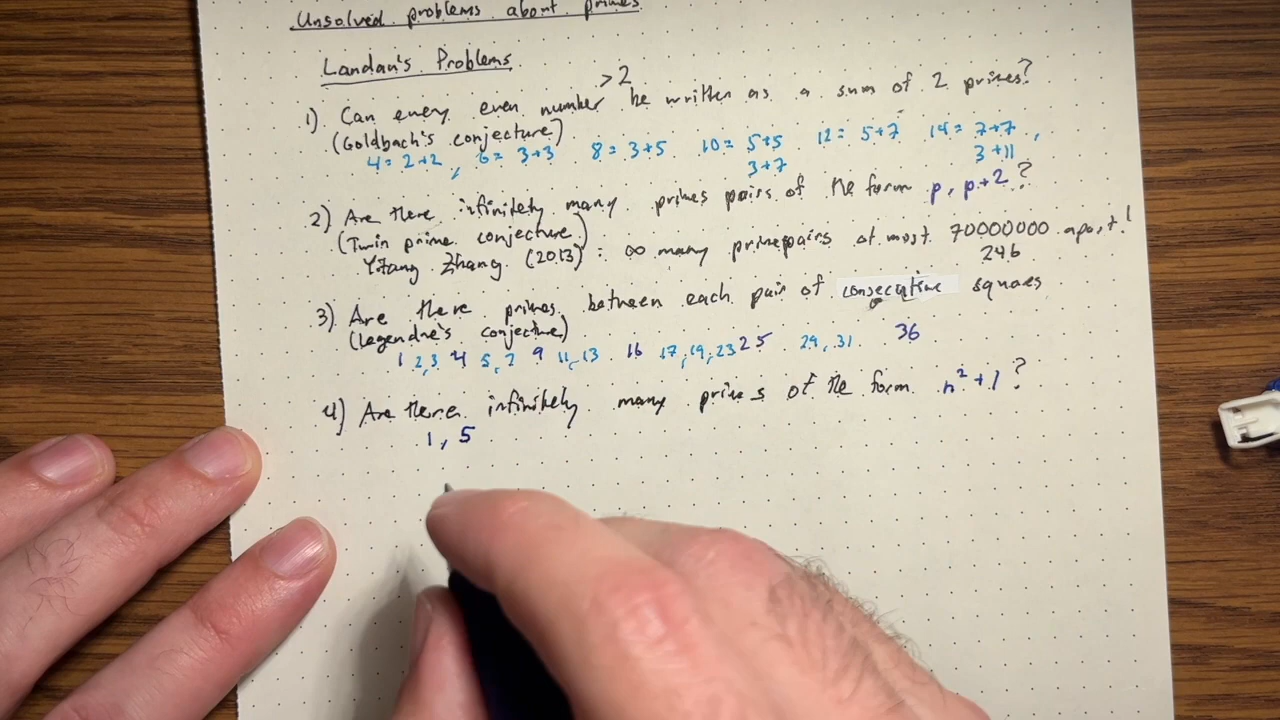 Unsolved problems about primes
Landau's Problems
1) Can every even number >2 be written as a sum of 2 primes?
(Goldbach's conjecture)
4=2+2, 6=3+3 8=3+5 10=5+5 12=5+7 14=7+7,
3+7 3+11
2) Are there infinitely many primes pairs of the form p, p+2?
(Twin prime conjecture)
Yitang Zhang (2013): ∞ many primepairs at most 70000000 apart!
246
3) Are there primes between each pair of consecutive squares
(Legendre's conjecture)
1 2,3 4 5,7 9 11,13 16 17,19,23 25 29,31 36
4) Are there infinitely many primes of the form n²+1?
1, 5